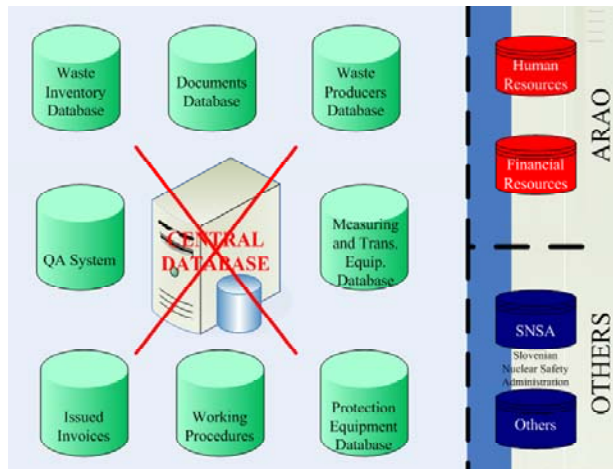 Waste
Inventory
Database
Documents
Database
Waste
Producers
Database
QA System
CENTRAL
DATABASE
Measuring
and Trans.
Equip.
Database
Issued
Invoices
Working
Procedures
Protection
Equipment
Database
Human
Resources
Financial
Resources
ARAO
SNSA
Slovenian
Nuclear Safety
Administration
Others
OTHERS